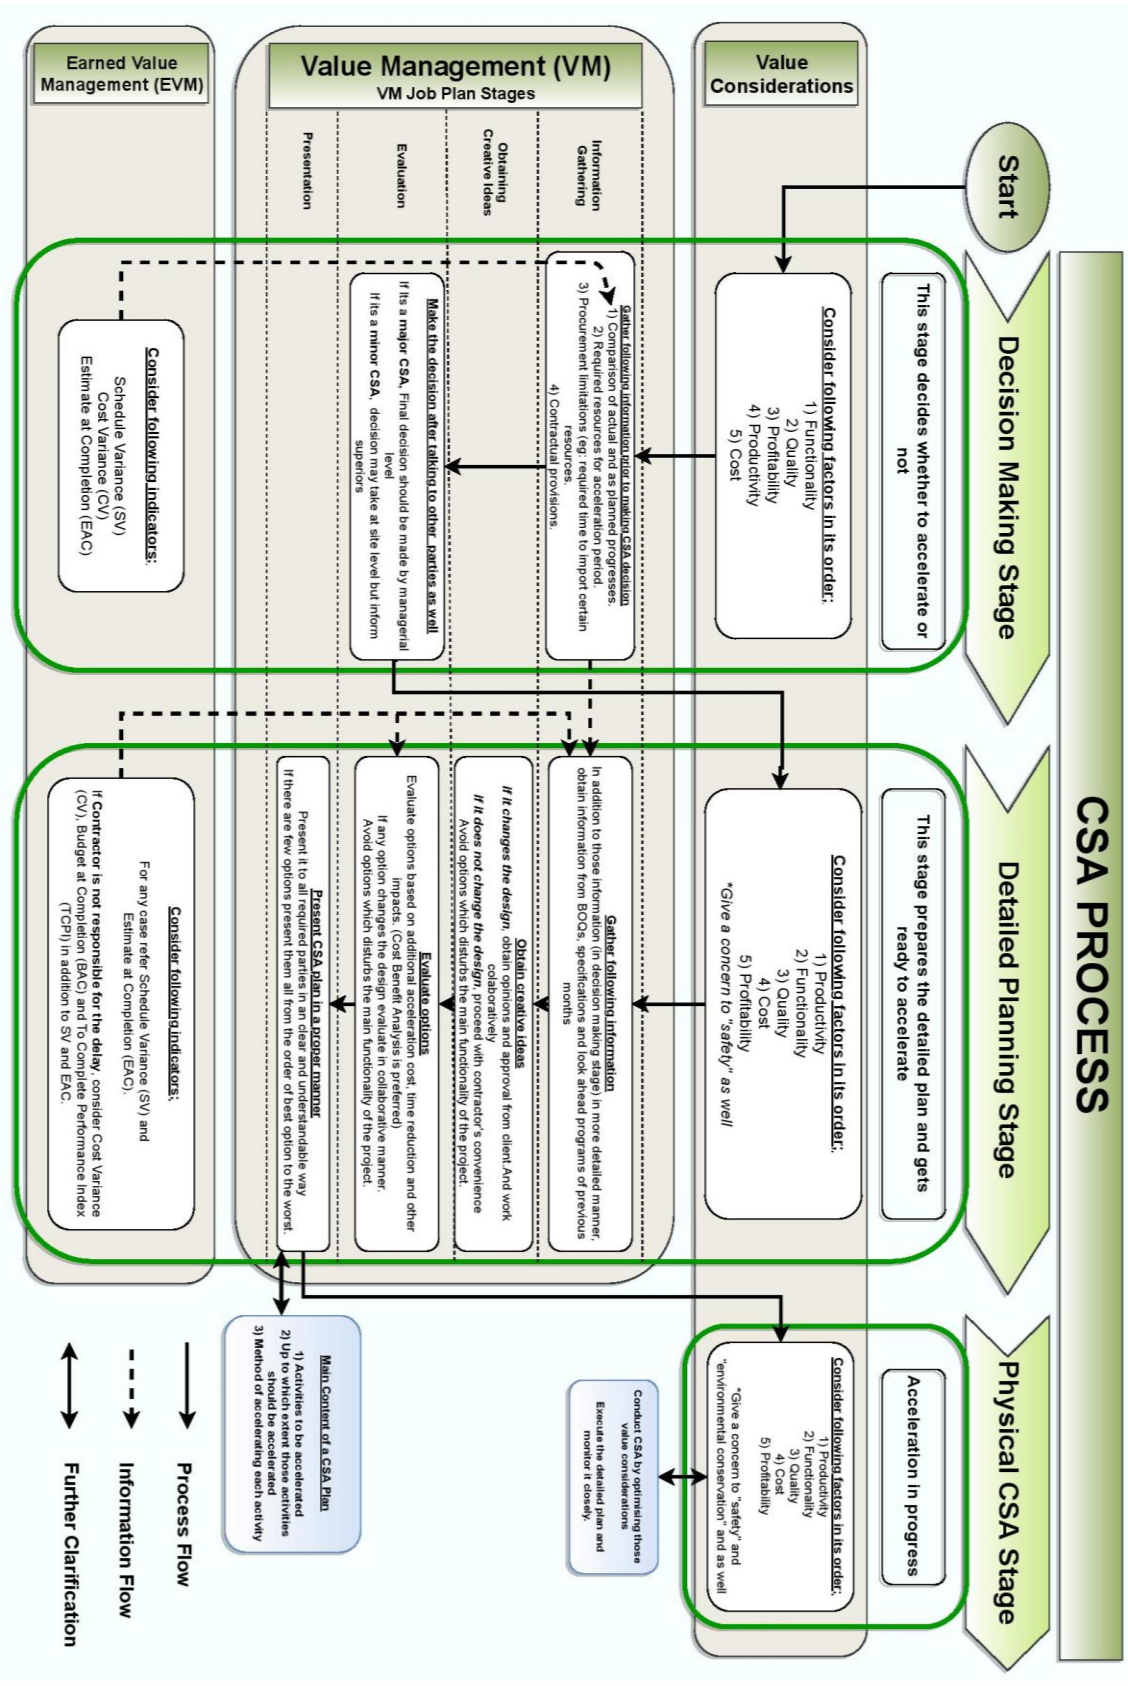 CSA PROCESS
Start
Decision Making Stage
Detailed Planning Stage
Physical CSA Stage
This stage decides whether to accelerate or
not
This stage prepares the detailed plan and gets
ready to accelerate
Acceleration in progress
Value
Considerations
Consider following factors in its order;.
1) Functionality
2) Quality
3) Profitability
4) Productivity
5) Cost
Consider following factors in its order;.
1) Productivity
2) Functionality
3) Quality
4) Cost
5) Profitability
*Give a concern to "safety" as well
Consider following factors in its order;.
1) Productivity
2) Functionality
3) Quality
4) Cost
5) Profitability
*Give a concern to "safety" and
"environmental conservation" and as well
Conduct CSA by optimising those
value considerations
Execute the detailed plan and
monitor it closely.
Value Management (VM)
VM Job Plan Stages
Information
Gathering
Gather following information prior to making CSA decision
1) Comparison of actual and as planned progresses.
2) Required resources for acceleration period.
3) Procurement limitations (eg: required time to import certain
resources.
4) Contractual provisions.
Gather following information
In addition to those information (in decision making stage) in more detailed manner,
obtain information from BOQs, specifications and look ahead programs of previous
months
Obtaining
Creative Ideas
Obtain creative ideas
If it changes the design, obtain opinions and approval from client.And work
colaboratively
If it does not change the design, proceed with contractor's convenience
Avoid options which disturbs the main functionality of the project.
Evaluation
Make the decision after talking to other parties as well
If its a major CSA, Final decision should be made by managerial
level
If its a minor CSA, decision may take at site level but inform
superiors
Evaluate options
Evaluate options based on additional acceleration cost, time reduction and other
impacts. (Cost Benefit Analysis is preferred)
If any option changes the design evaluate in collaborative manner.
Avoid options which disturbs the main functionality of the project.
Presentation
Present CSA plan in a proper manner
Present it to all required parties in an clear and understandable way
If there are few options present them all from the order of best option to the worst.
Main Content of a CSA Plan
1) Activities to be accelerated
2) Up to which extent those activities
should be accelerated
3) Method of accelerating each activity
Earned Value
Management (EVM)
Consider following indicators;.
Schedule Variance (SV)
Cost Variance (CV)
Estimate at Completion (EAC)
Consider following indicators;.
For any case refer Schedule Variance (SV) and
Estimate at Completion (EAC).
If Contractor is not responsible for the delay, consider Cost Variance
(CV), Budget at Completion (BAC) and To Complete Performance Index
(TCPI) in addition to SV and EAC.
Process Flow
Information Flow
Further Clarification